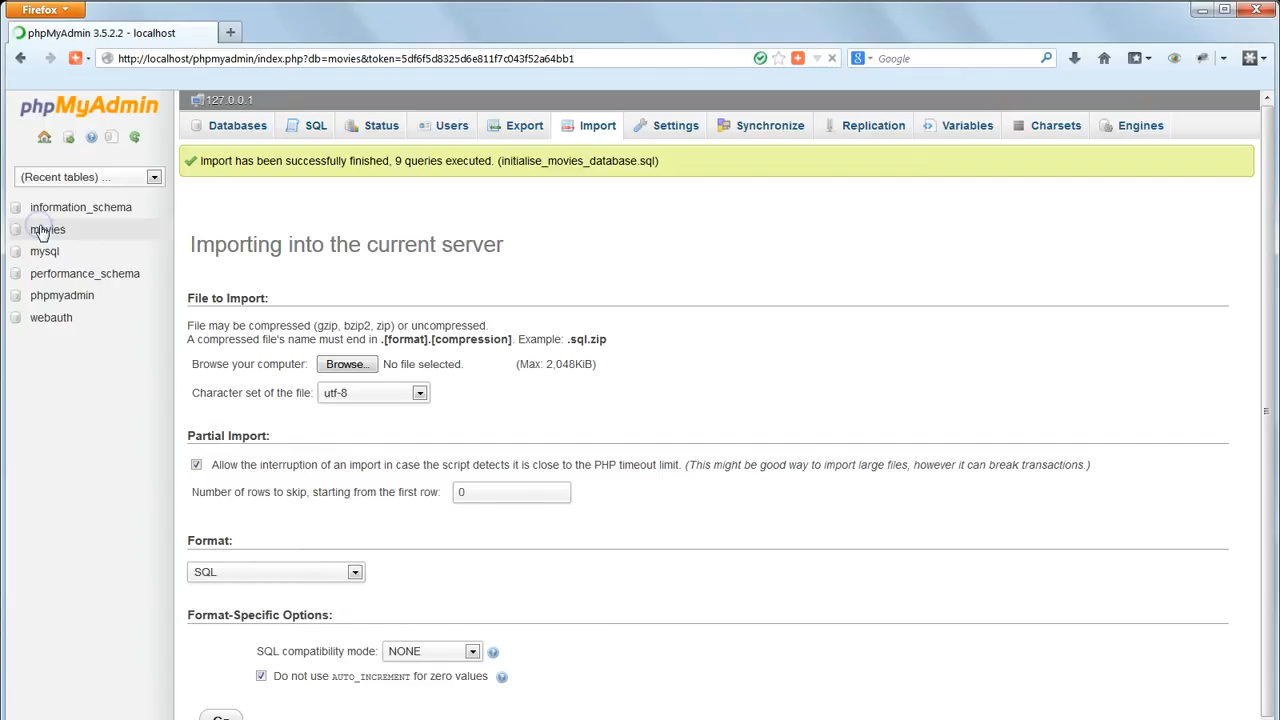 Firefox
phpMyAdmin 3.5.2.2 - localhost
http://localhost/phpmyadmin/index.php?db=movies&token=5df6f5d8325d6e811f7c043f52a64bb1
Google
phpMyAdmin
127.0.0.1
Databases SQL Status Users Export Import Settings Synchronize Replication Variables Charsets Engines
Import has been successfully finished, 9 queries executed. (initialise_movies_database.sql)
(Recent tables) ...
information_schema
movies
mysql
performance_schema
phpmyadmin
webauth
Importing into the current server
File to Import:
File may be compressed (gzip, bzip2, zip) or uncompressed.
A compressed file's name must end in .[format].[compression]. Example: .sql.zip
Browse your computer: Browse... No file selected. (Max: 2,048KiB)
Character set of the file: utf-8
Partial Import:
Allow the interruption of an import in case the script detects it is close to the PHP timeout limit. (This might be good way to import large files, however it can break transactions.)
Number of rows to skip, starting from the first row: 0
Format:
SQL
Format-Specific Options:
SQL compatibility mode: NONE
Do not use AUTO_INCREMENT for zero values
Go